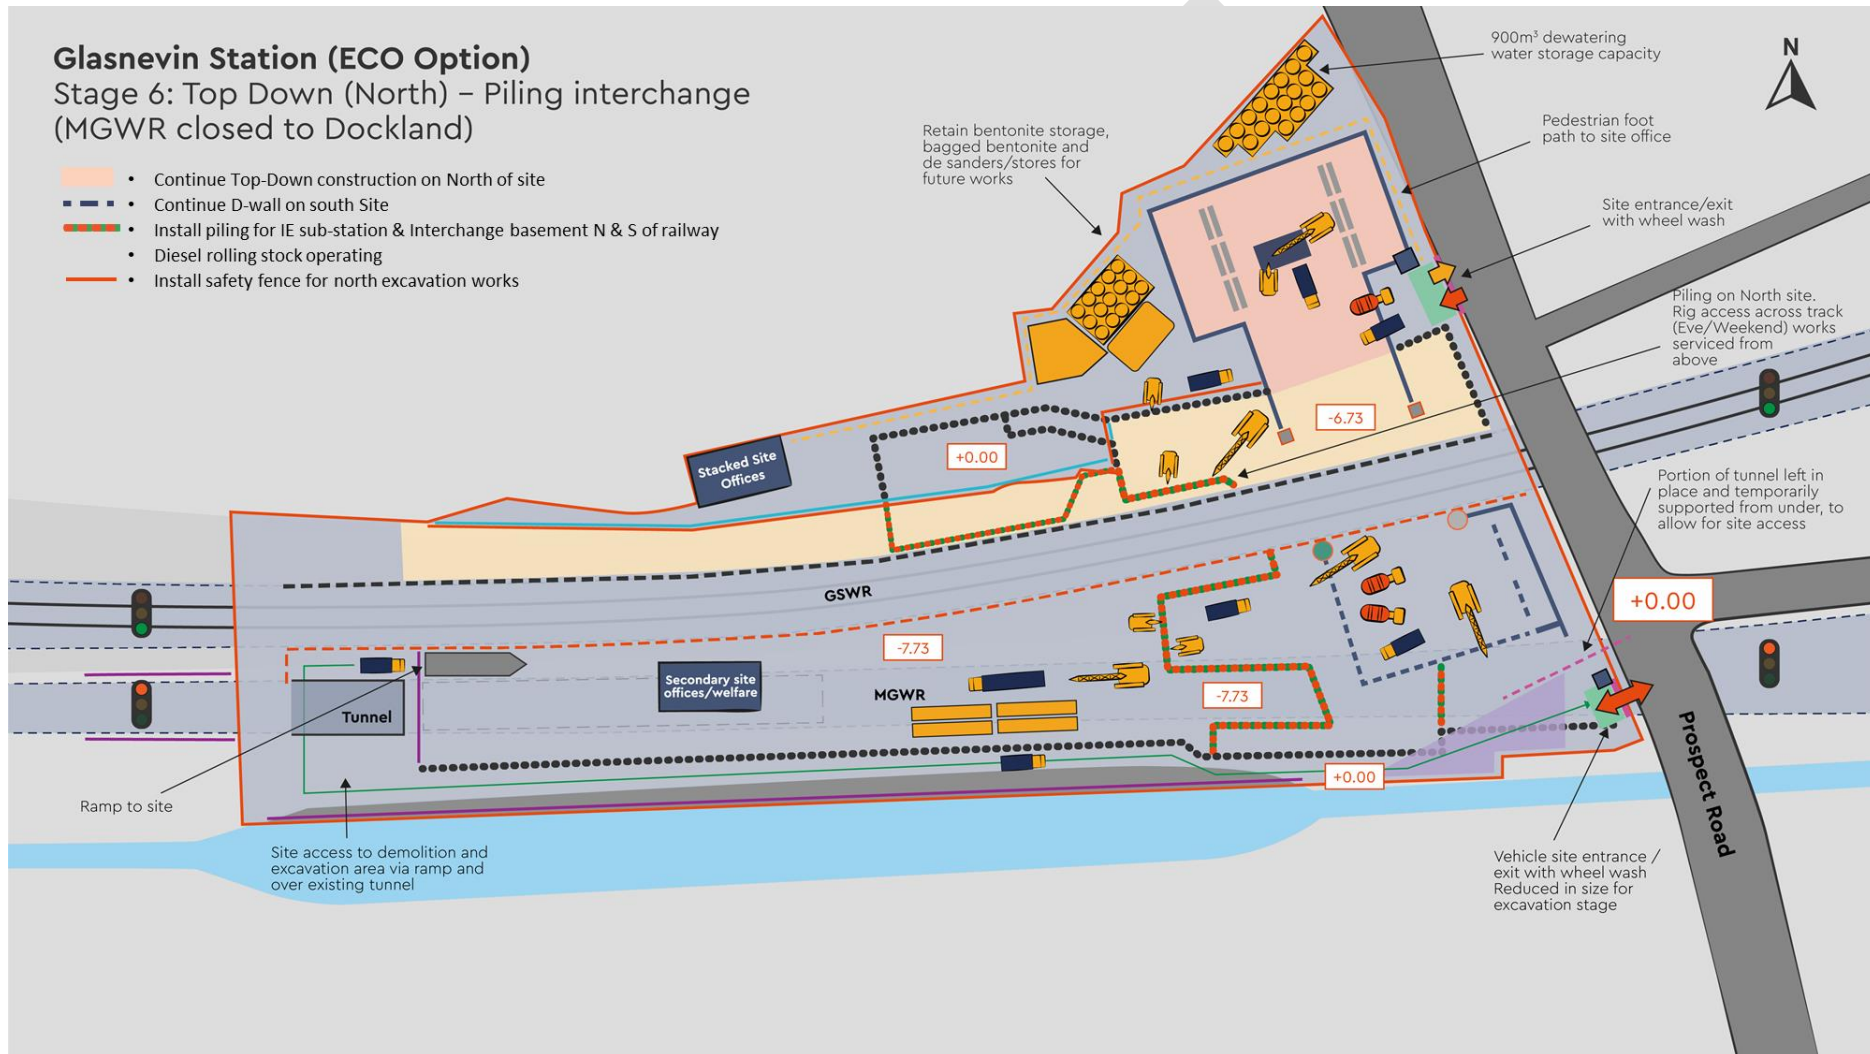 Glasnevin Station (ECO Option)
Stage 6: Top Down (North) – Piling interchange
(MGWR closed to Dockland)
• Continue Top-Down construction on North of site
• Continue D-wall on south Site
• Install piling for IE sub-station & Interchange basement N & S of railway
• Diesel rolling stock operating
• Install safety fence for north excavation works
Retain bentonite storage,
bagged bentonite and
de sanders/stores for
future works
900m³ dewatering
water storage capacity
N
Pedestrian foot
path to site office
Site entrance/exit
with wheel wash
Piling on North site.
Rig access across track
(Eve/Weekend) works
serviced from
above
-6.73
+0.00
Stacked Site
Offices
Portion of tunnel left in
place and temporarily
supported from under, to
allow for site access
+0.00
GSWR
-7.73
Secondary site
offices/welfare
MGWR
-7.73
Tunnel
+0.00
Prospect Road
Ramp to site
Site access to demolition and
excavation area via ramp and
over existing tunnel
Vehicle site entrance /
exit with wheel wash
Reduced in size for
excavation stage